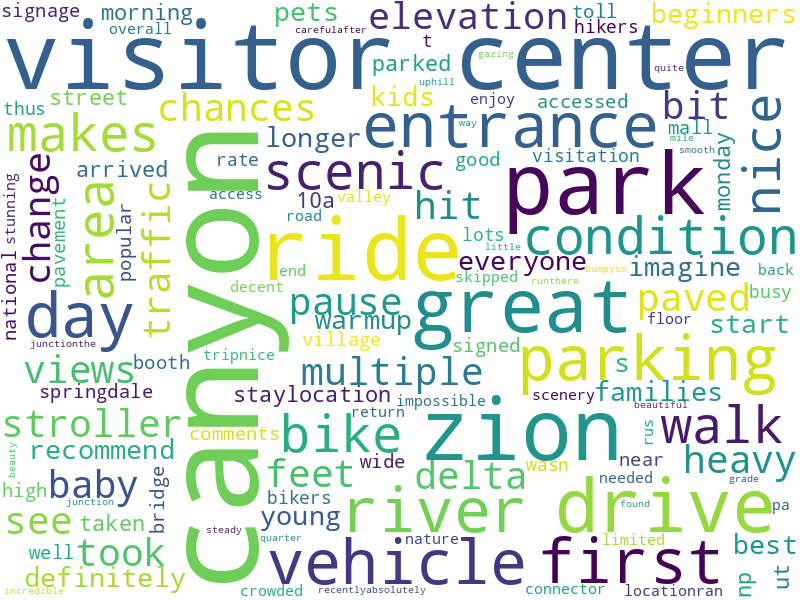 signage morning pets elevation toll beginners
overall carefulafter t hikers
visitor center
parked gazing quite
uphill
thus street chances kids enjoy accessed bit
makes longer entrance way mall mile
rate scenic good visitation smooth nice
arrived canyon park monday
access 10a valley hit
change area traffic road lots condition
stunning pavement popular ride end little everyone imagine back
national decent skipped runthere bumpyso
day pause great paved busy
warmup floor start
junctionthe village signed
views booth tripnice multiple parking
springdale staylocation impossible scenery s families
stroller return beautiful walk
comments bike zion rus
recommend wide wasn near heavy
beauty feet delta needed grade
high baby junction bikers river drive pa
see taken bridge young found
steady quarter nature limited best
well took vehicle first ut
definitely np
incredible crowded recentlyabsolutely connector locationran